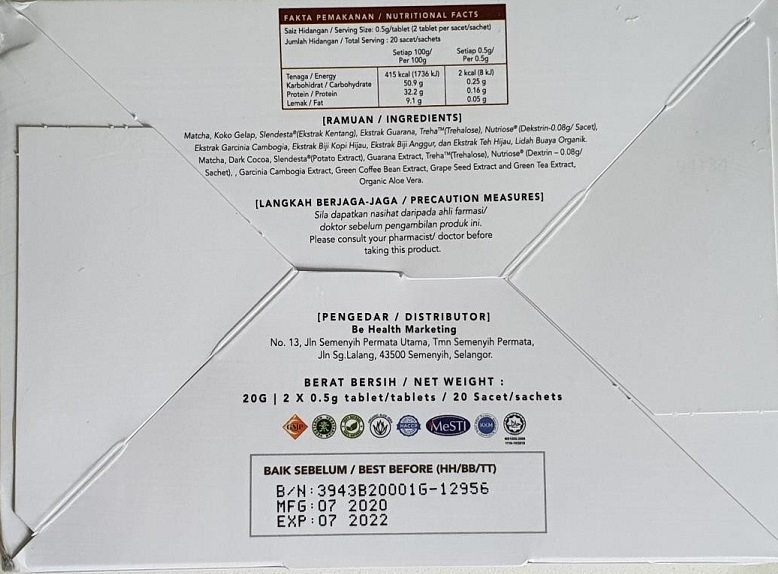 FAKTA PEMAKANAN / NUTRITIONAL FACTS
Saiz Hidangan / Serving Size: 0.5g/tablet (2 tablet per sacet/sachet)
Jumlah Hidangan / Total Serving : 20 sacet/sachets
Setiap 100g/ Setiap 0.5g/
Per 100g Per 0.5g
Tenaga / Energy 415 kcal (1736 kJ) 2 kcal (8 kJ)
Karbohidrat / Carbohydrate 50.9 g 0.25 g
Protein / Protein 32.2 g 0.16 g
Lemak / Fat 9.1 g 0.05 g
[RAMUAN / INGREDIENTS]
Matcha, Koko Gelap, Slendesta®(Ekstrak Kentang), Ekstrak Guarana, Treha™(Trehalose), Nutriose® (Dekstrin-0.08g/ Sacet),
Ekstrak Garcinia Cambogia, Ekstrak Biji Kopi Hijau, Ekstrak Biji Anggur, dan Ekstrak Teh Hijau, Lidah Buaya Organik.
Matcha, Dark Cocoa, Slendesta®(Potato Extract), Guarana Extract, Treha™(Trehalose), Nutriose® (Dextrin – 0.08g/
Sachet), , Garcinia Cambogia Extract, Green Coffee Bean Extract, Grape Seed Extract and Green Tea Extract,
Organic Aloe Vera.
[LANGKAH BERJAGA-JAGA / PRECAUTION MEASURES]
Sila dapatkan nasihat daripada ahli farmasi/
doktor sebelum pengambilan produk ini.
Please consult your pharmacist/ doctor before
taking this product.
[PENGEDAR / DISTRIBUTOR]
Be Health Marketing
No. 13, Jln Semenyih Permata Utama, Tmn Semenyih Permata,
Jln Sg.Lalang, 43500 Semenyih, Selangor.
BERAT BERSIH / NET WEIGHT :
20G | 2 X 0.5g tablet/tablets / 20 Sacet/sachets
GMP HACCP MeSTI KKM
BAIK SEBELUM / BEST BEFORE (HH/BB/TT)
B/N:3943B20001G-12956
MFG:07 2020
EXP:07 2022